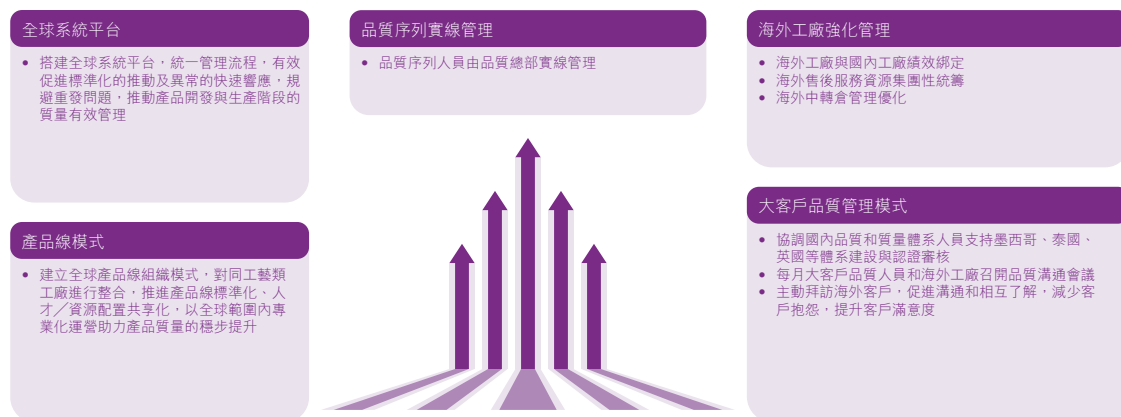 全球系統平台
• 搭建全球系統平台，統一管理流程，有效
促進標準化的推動及異常的快速響應，規
避重發問題，推動產品開發與生產階段的
質量有效管理
產品線模式
• 建立全球產品線組織模式，對同工藝類
工廠進行整合，推進產品線標準化、人
才／資源配置共享化，以全球範圍內專
業化運營助力產品質量的穩步提升
品質序列實線管理
• 品質序列人員由品質總部實線管理
海外工廠強化管理
• 海外工廠與國內工廠績效綁定
• 海外售後服務資源集團性統籌
• 海外中轉倉管理優化
大客戶品質管理模式
• 協調國內品質和質量體系人員支持墨西哥、泰國、
英國等體系建設與認證審核
• 每月大客戶品質人員和海外工廠召開品質溝通會議
• 主動拜訪海外客戶，促進溝通和相互了解，減少客
戶抱怨，提升客戶滿意度